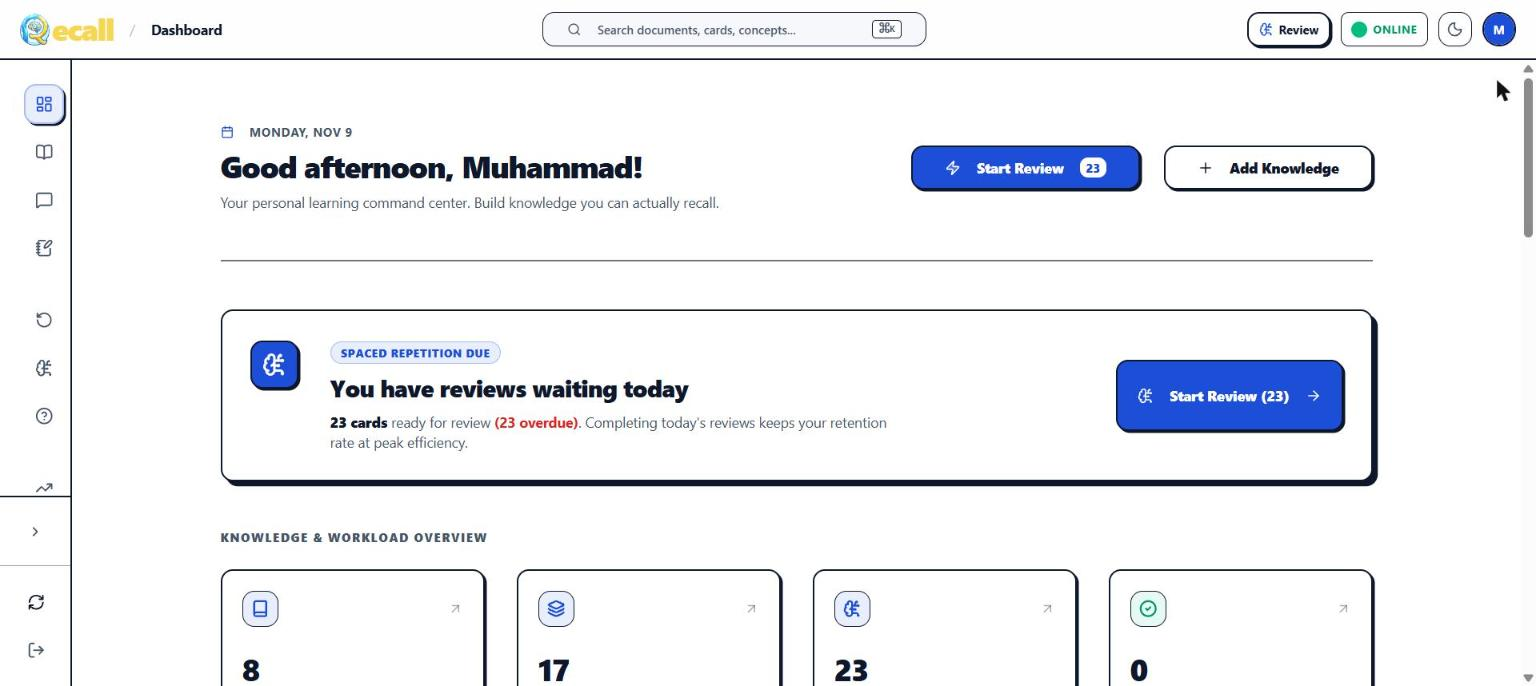 Recall / Dashboard
Search documents, cards, concepts... ⌘K
Review
ONLINE
M
MONDAY, NOV 9
Good afternoon, Muhammad!
Your personal learning command center. Build knowledge you can actually recall.
Start Review 23
Add Knowledge
SPACED REPETITION DUE
You have reviews waiting today
23 cards ready for review (23 overdue). Completing today's reviews keeps your retention
rate at peak efficiency.
Start Review (23)
KNOWLEDGE & WORKLOAD OVERVIEW
8
17
23
0